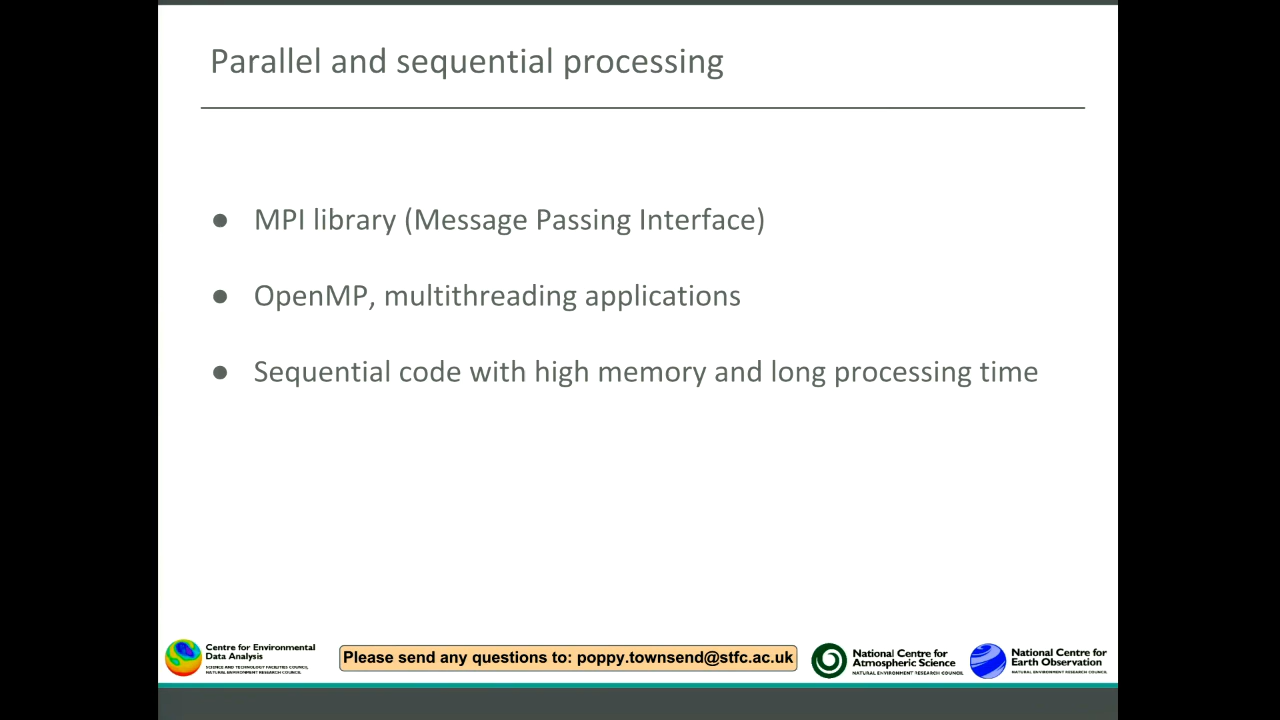 Parallel and sequential processing
● MPI library (Message Passing Interface)
● OpenMP, multithreading applications
● Sequential code with high memory and long processing time
Centre for Environmental
Data Analysis
SCIENCE AND TECHNOLOGY FACILITIES COUNCIL
NATURAL ENVIRONMENT RESEARCH COUNCIL
Please send any questions to: poppy.townsend@stfc.ac.uk
National Centre for
Atmospheric Science
NATURAL ENVIRONMENT RESEARCH COUNCIL
National Centre for
Earth Observation
NATURAL ENVIRONMENT RESEARCH COUNCIL